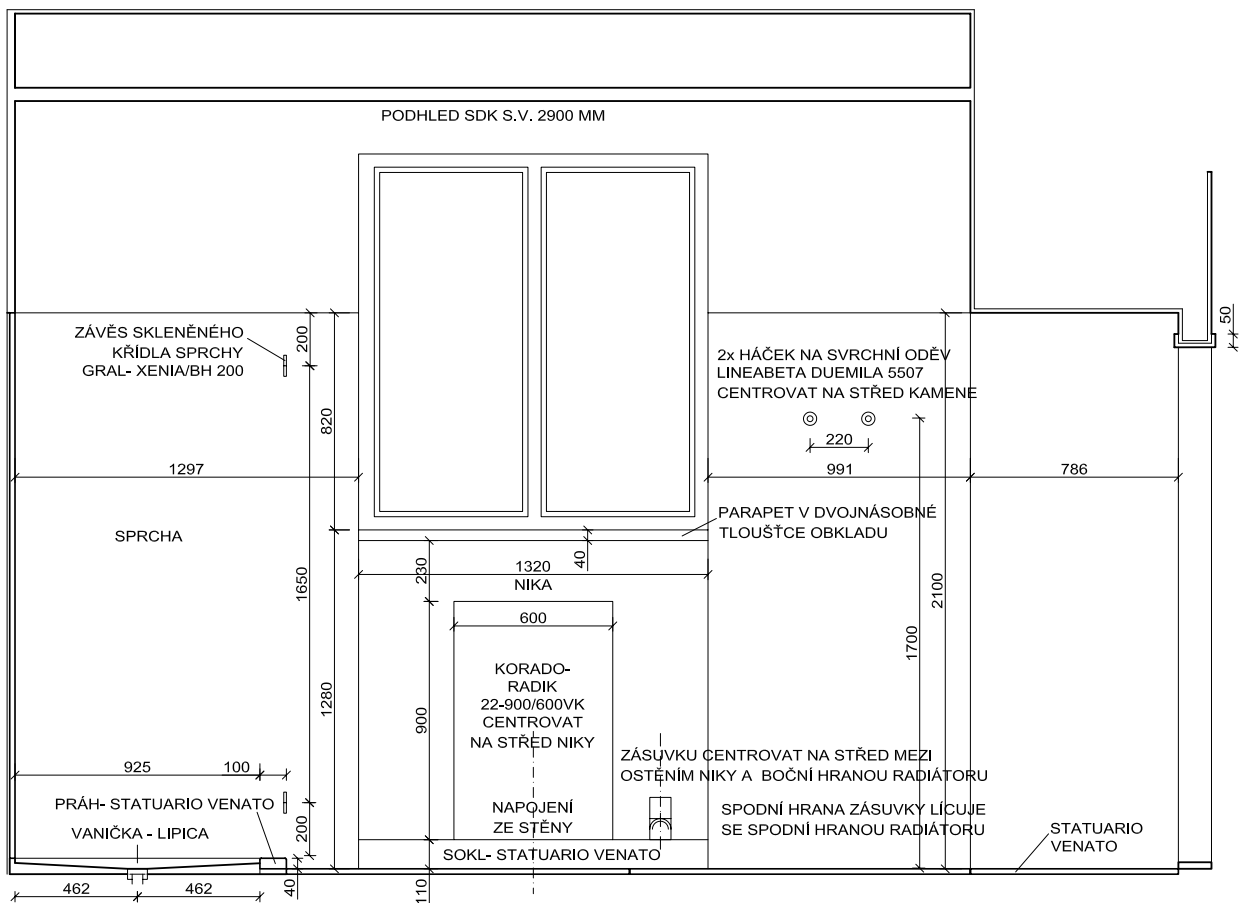 PODHLED SDK S.V. 2900 MM
ZÁVĚS SKLENĚNÉHO
KŘÍDLA SPRCHY
GRAL- XENIA/BH 200
200
820
50
2x HÁČEK NA SVRCHNÍ ODĚV
LINEABETA DUEMILA 5507
CENTROVAT NA STŘED KAMENE
220
1297
991
786
SPRCHA
PARAPET V DVOJNÁSOBNÉ
TLOUŠŤCE OBKLADU
40
230
1320
NIKA
1650
2100
1700
600
1280
900
KORADO-
RADIK
22-900/600VK
CENTROVAT
NA STŘED NIKY
ZÁSUVKU CENTROVAT NA STŘED MEZI
OSTĚNÍM NIKY A BOČNÍ HRANOU RADIÁTORU
925
100
PRÁH- STATUARIO VENATO
VANIČKA - LIPICA
200
NAPOJENÍ
ZE STĚNY
SPODNÍ HRANA ZÁSUVKY LÍCUJE
SE SPODNÍ HRANOU RADIÁTORU
STATUARIO
VENATO
SOKL- STATUARIO VENATO
462
462
40
110